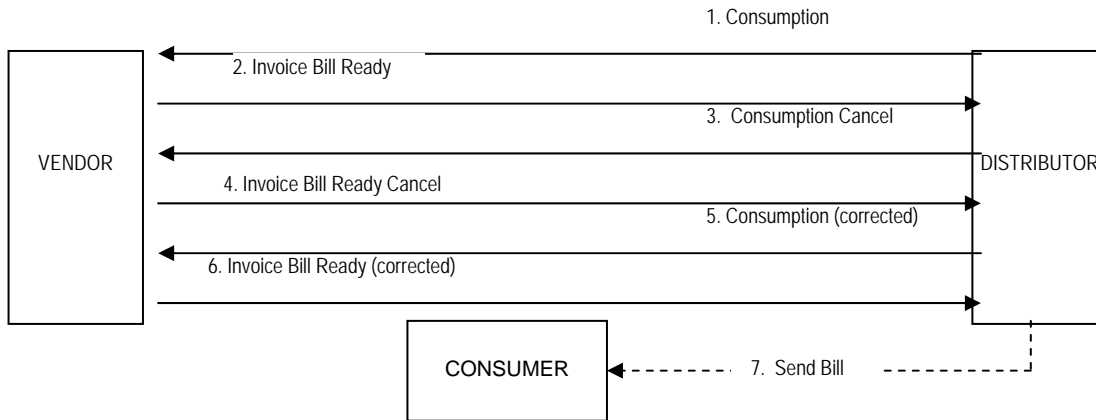 1. Consumption
2. Invoice Bill Ready
3. Consumption Cancel
VENDOR
DISTRIBUTOR
4. Invoice Bill Ready Cancel
5. Consumption (corrected)
6. Invoice Bill Ready (corrected)
CONSUMER
7. Send Bill